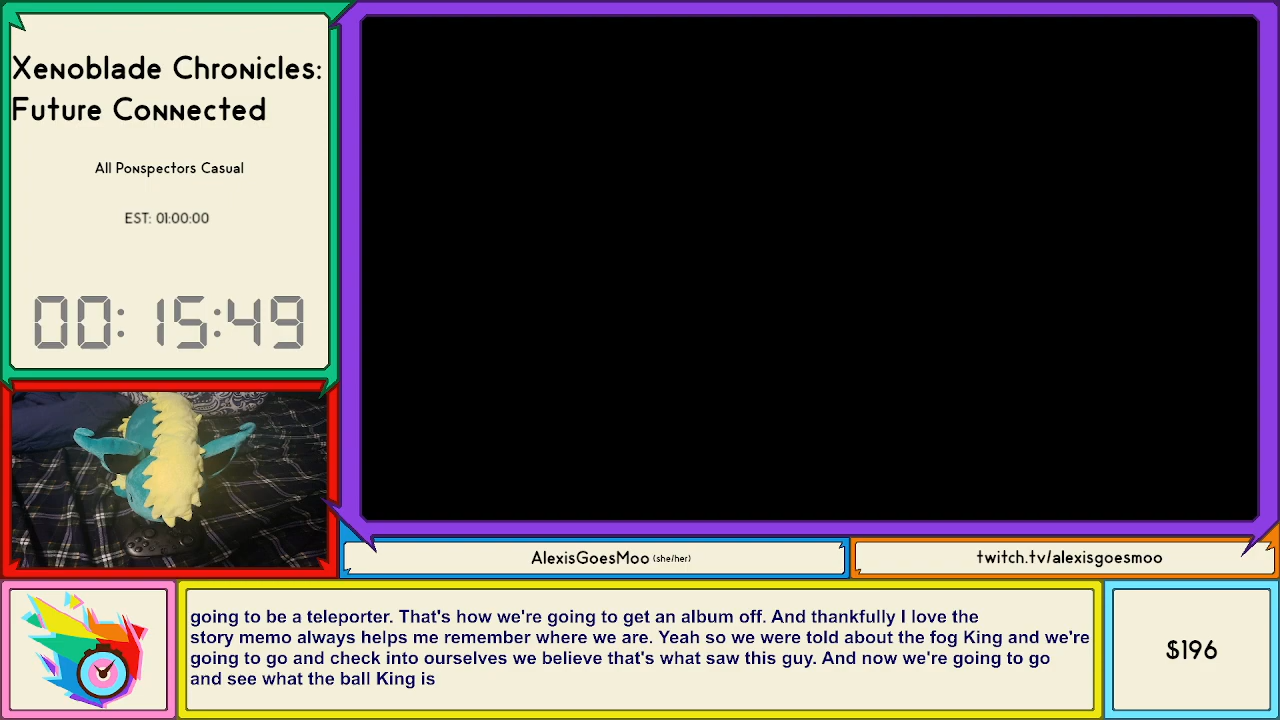 Xenoblade Chronicles:
Future Connected
All Ponspectors Casual
EST: 01:00:00
00:15:49
AlexisGoesMoo (she/her)
twitch.tv/alexisgoesmoo
going to be a teleporter. That's how we're going to get an album off. And thankfully I love the
story memo always helps me remember where we are. Yeah so we were told about the fog King and we're
going to go and check into ourselves we believe that's what saw this guy. And now we're going to go
and see what the ball King is
$196